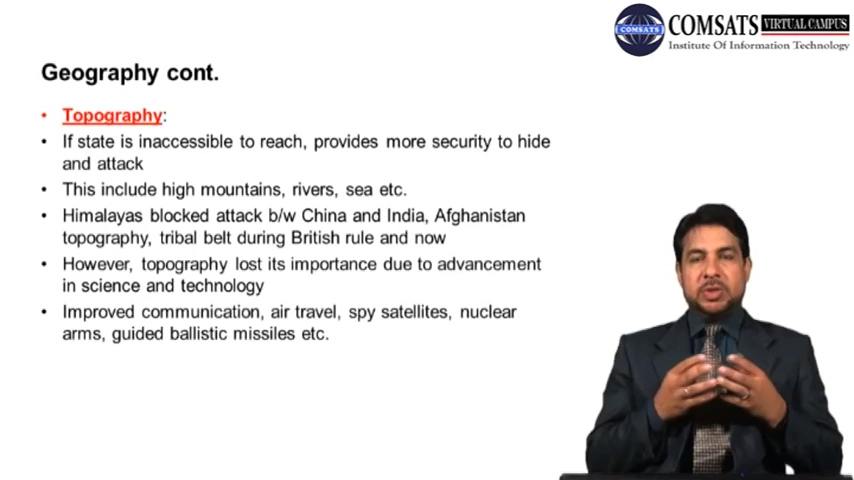 COMSATS
COMSATS VIRTUAL CAMPUS
Institute Of Information Technology
Geography cont.
• Topography:
• If state is inaccessible to reach, provides more security to hide
and attack
• This include high mountains, rivers, sea etc.
• Himalayas blocked attack b/w China and India, Afghanistan
topography, tribal belt during British rule and now
• However, topography lost its importance due to advancement
in science and technology
• Improved communication, air travel, spy satellites, nuclear
arms, guided ballistic missiles etc.